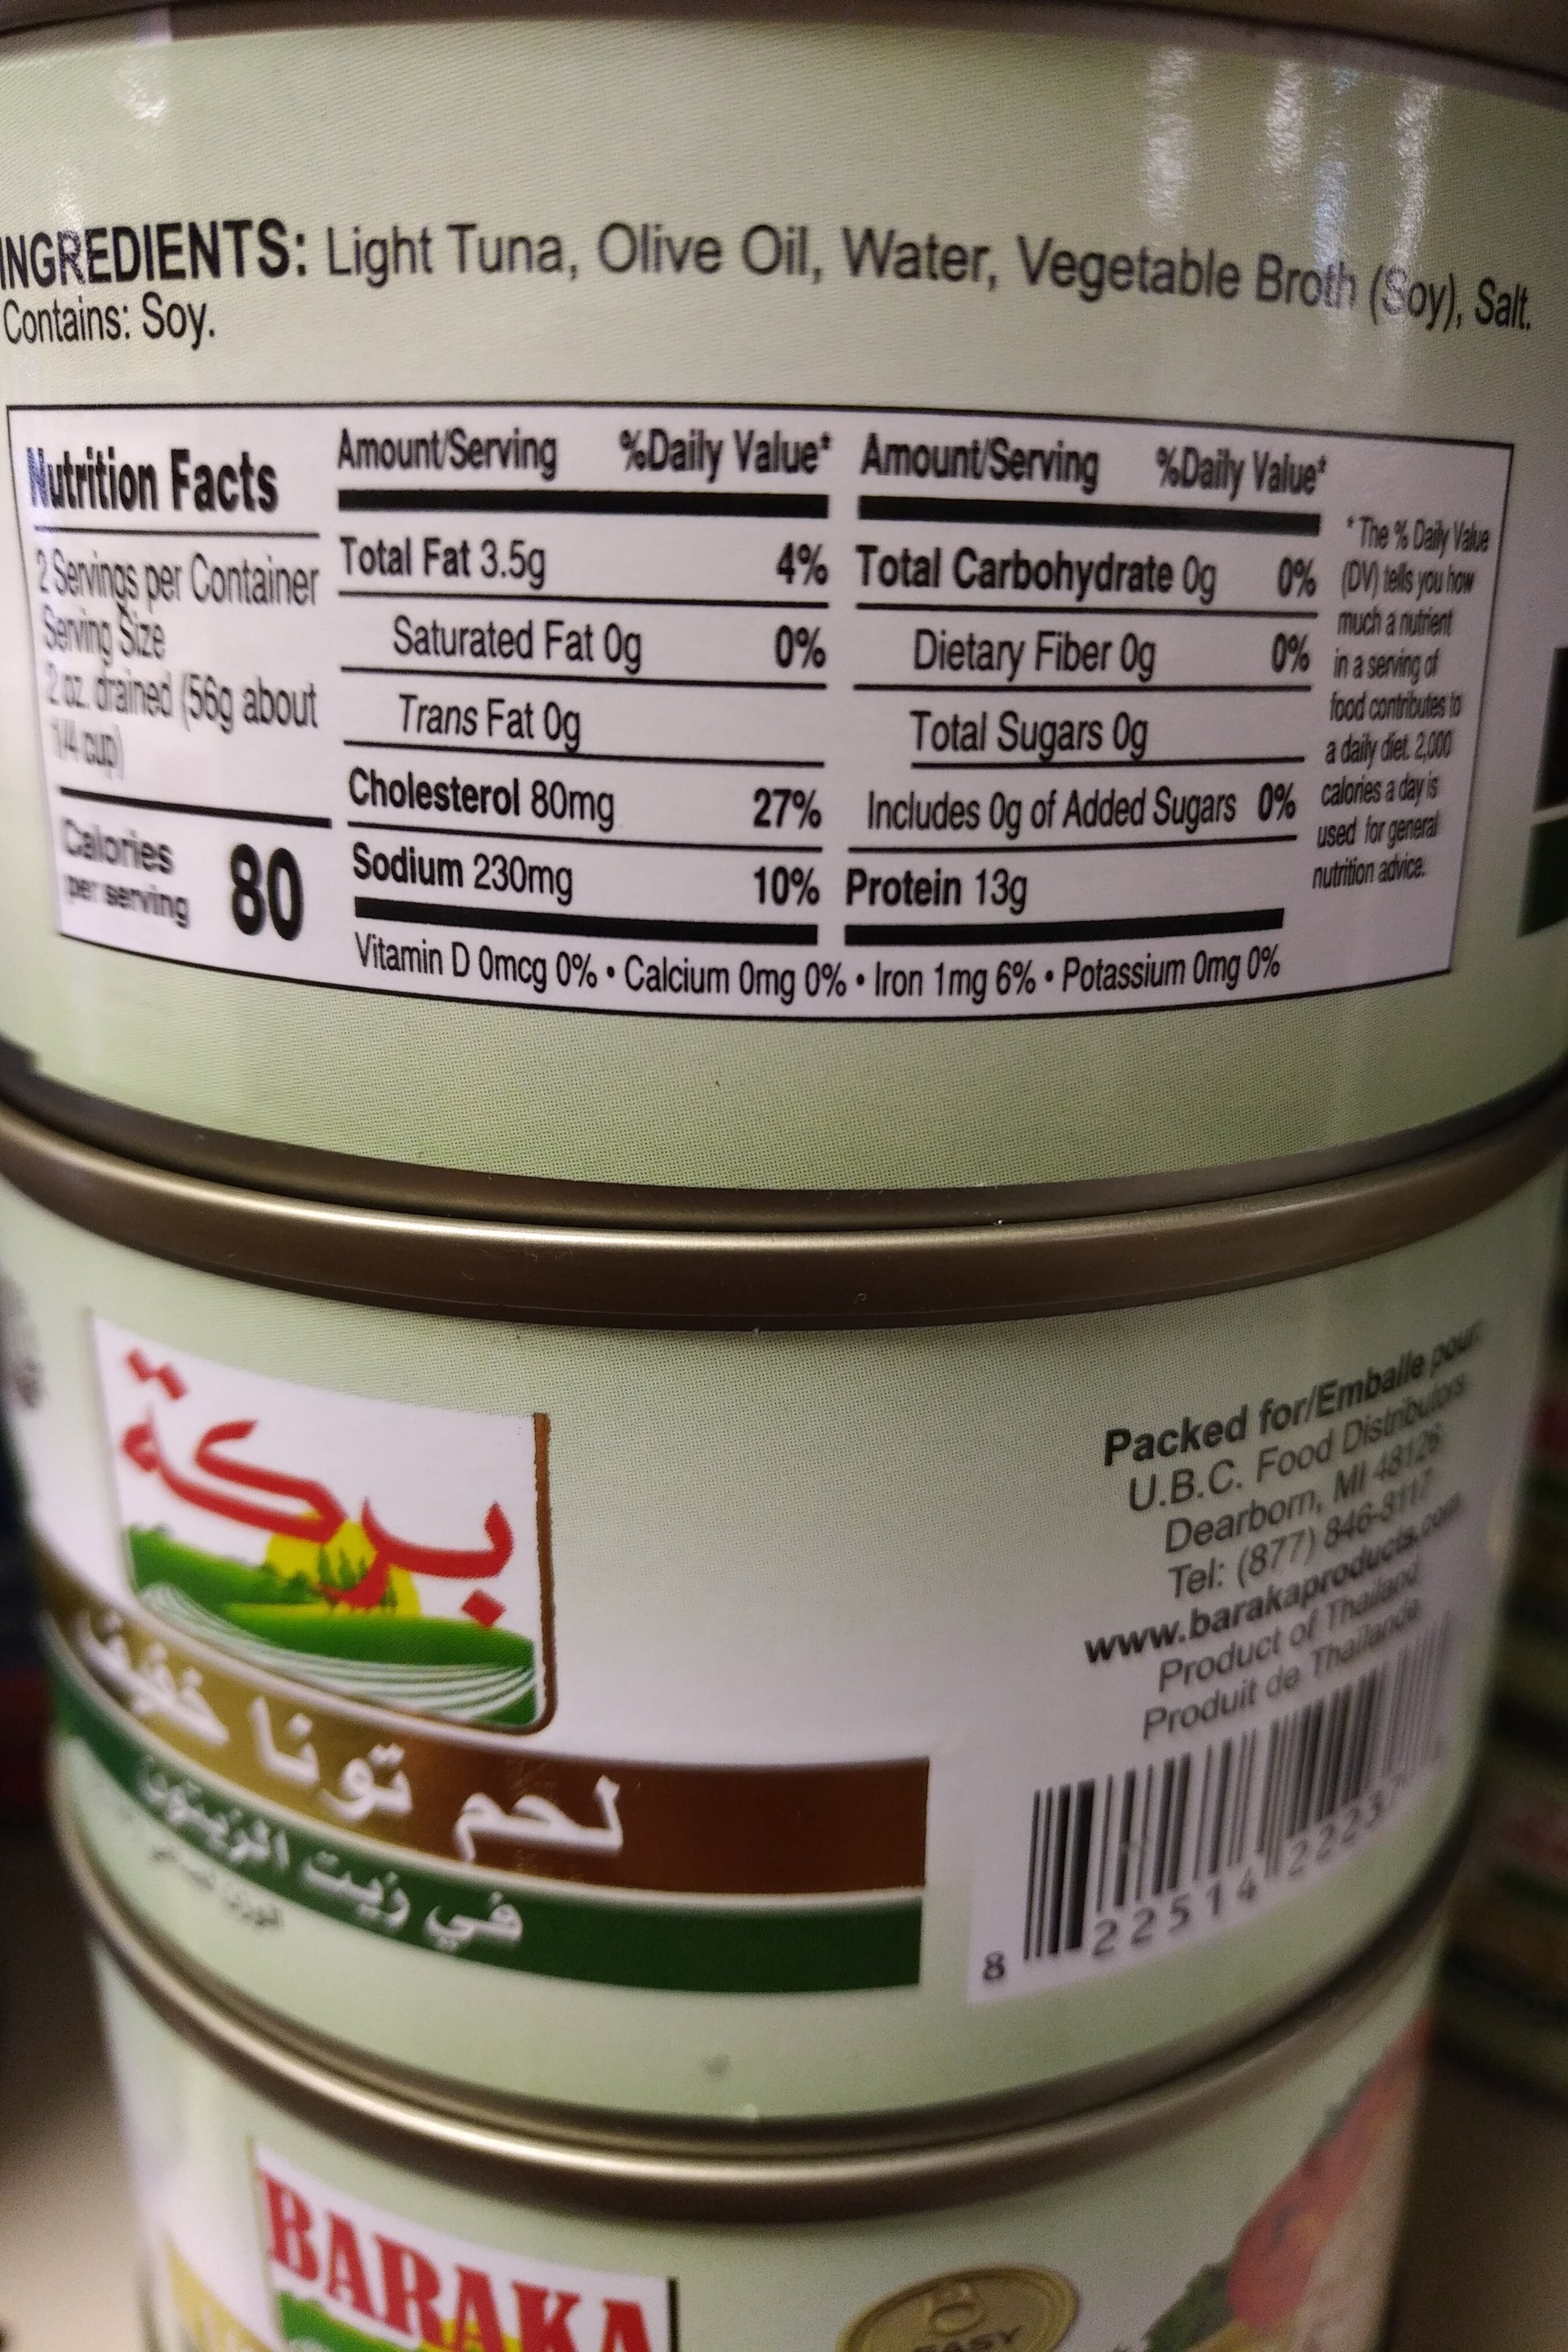 INGREDIENTS: Light Tuna, Olive Oil, Water, Vegetable Broth (Soy), Salt.
Contains: Soy.
Nutrition Facts
2 Servings per Container
Serving Size
2 oz. drained (56g about
1/4 cup)
Calories
per serving
80
Amount/Serving %Daily Value*
Total Fat 3.5g 4%
Saturated Fat 0g 0%
Trans Fat 0g
Cholesterol 80mg 27%
Sodium 230mg 10%
Amount/Serving %Daily Value*
Total Carbohydrate 0g 0%
Dietary Fiber 0g 0%
Total Sugars 0g
Includes 0g of Added Sugars 0%
Protein 13g
Vitamin D 0mcg 0% • Calcium 0mg 0% • Iron 1mg 6% • Potassium 0mg 0%
* The % Daily Value
(DV) tells you how
much a nutrient
in a serving of
food contributes to
a daily diet. 2,000
calories a day is
used for general
nutrition advice.
بركة
لحم تونا خفيف
في زيت الزيتون
Packed for/Emballe pour:
U.B.C. Food Distributors
Dearborn, MI 48126
Tel: (877) 846-8117
www.barakaproducts.com
Product of Thailand
Produit de Thailande
8 22514 22237
BARAKA
EASY